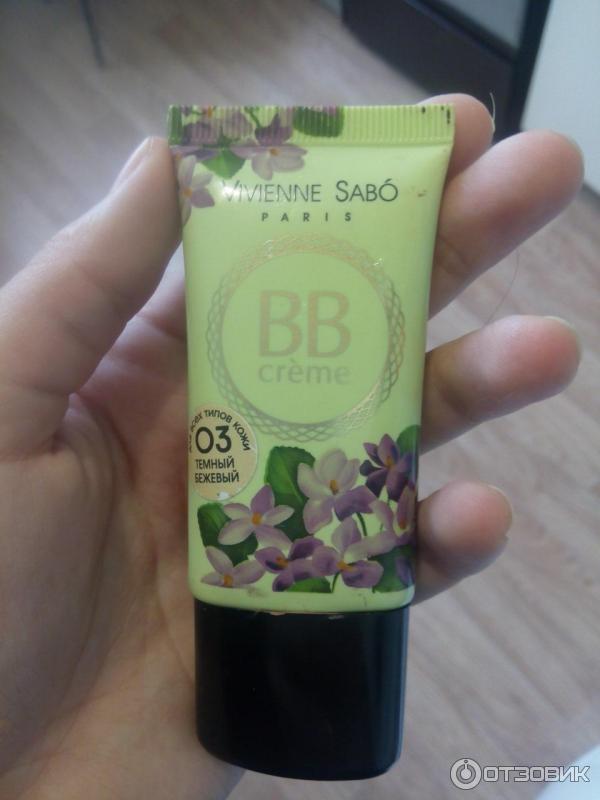 VIVIENNE SABÓ
PARIS
BB
crème
для всех типов кожи
03
ТЕМНЫЙ
БЕЖЕВЫЙ
ОТЗОВИК